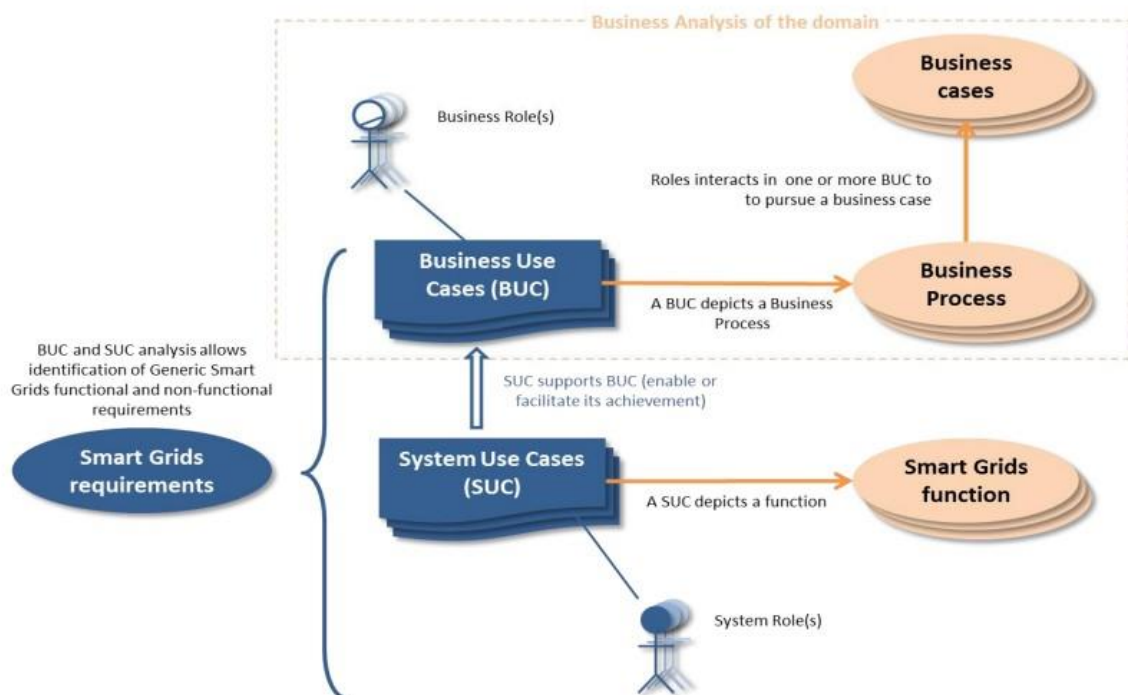 Business Analysis of the domain
Business
cases
Business Role(s)
Roles interacts in one or more BUC to
to pursue a business case
Business Use
Cases (BUC)
Business
Process
A BUC depicts a Business
Process
BUC and SUC analysis allows
identification of Generic Smart
Grids functional and non-functional
requirements
SUC supports BUC (enable or
facilitate its achievement)
Smart Grids
requirements
System Use Cases
(SUC)
Smart Grids
function
A SUC depicts a function
System Role(s)